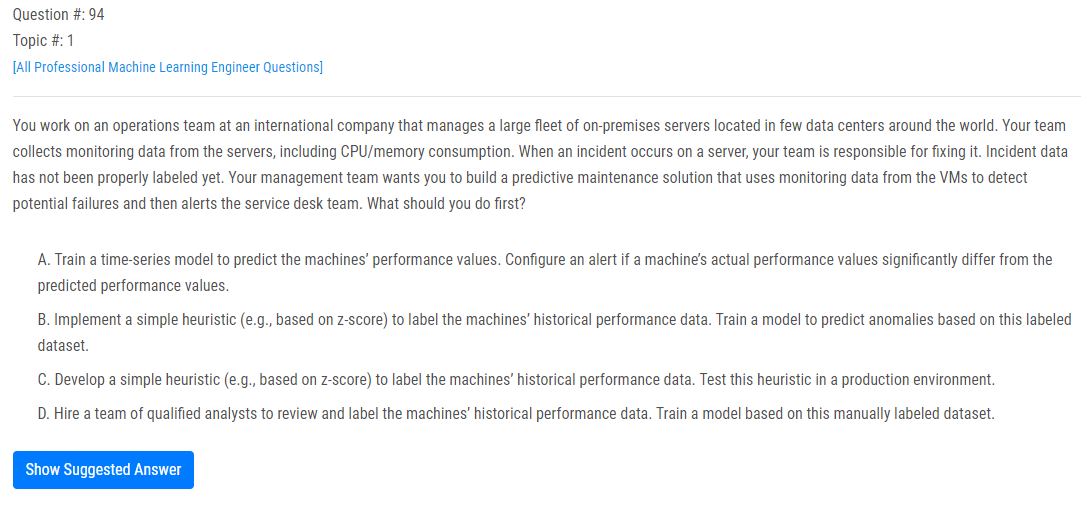 Question #: 94
Topic #: 1
[All Professional Machine Learning Engineer Questions]
You work on an operations team at an international company that manages a large fleet of on-premises servers located in few data centers around the world. Your team
collects monitoring data from the servers, including CPU/memory consumption. When an incident occurs on a server, your team is responsible for fixing it. Incident data
has not been properly labeled yet. Your management team wants you to build a predictive maintenance solution that uses monitoring data from the VMs to detect
potential failures and then alerts the service desk team. What should you do first?
A. Train a time-series model to predict the machines’ performance values. Configure an alert if a machine’s actual performance values significantly differ from the
predicted performance values.
B. Implement a simple heuristic (e.g., based on z-score) to label the machines’ historical performance data. Train a model to predict anomalies based on this labeled
dataset.
C. Develop a simple heuristic (e.g., based on z-score) to label the machines’ historical performance data. Test this heuristic in a production environment.
D. Hire a team of qualified analysts to review and label the machines’ historical performance data. Train a model based on this manually labeled dataset.
Show Suggested Answer